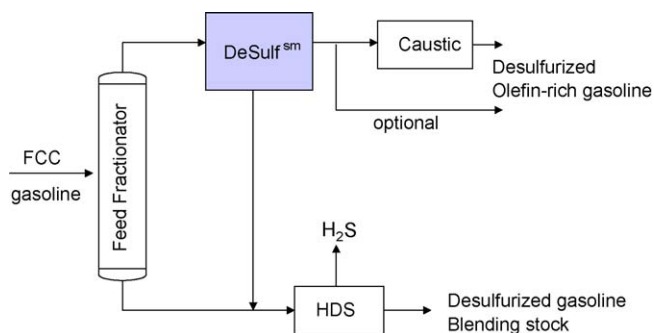 DeSulf sm
Caustic
Desulfurized
Olefin-rich gasoline
optional
FCC
gasoline
Feed Fractionator
H₂S
HDS
Desulfurized gasoline
Blending stock